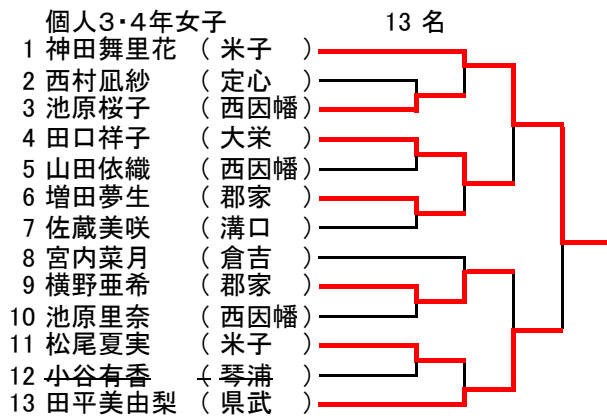 個人3・4年女子 13 名
1 神田舞里花 ( 米子 )
2 西村凪紗 ( 定心 )
3 池原桜子 ( 西因幡 )
4 田口祥子 ( 大栄 )
5 山田依織 ( 西因幡 )
6 増田夢生 ( 郡家 )
7 佐蔵美咲 ( 溝口 )
8 宮内菜月 ( 倉吉 )
9 横野亜希 ( 郡家 )
10 池原里奈 ( 西因幡 )
11 松尾夏実 ( 米子 )
12 小谷有香 ( 琴浦 )
13 田平美由梨 ( 県武 )